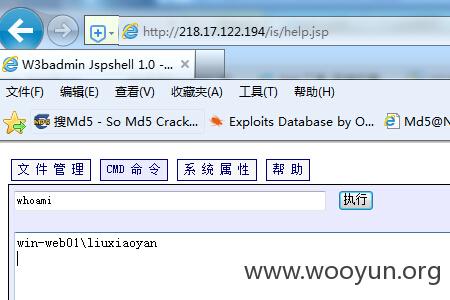 http://218.17.122.194/is/help.jsp
W3badmin Jspshell 1.0 -...
文件(F) 编辑(E) 查看(V) 收藏夹(A) 工具(T) 帮助(H)
搜Md5 - So Md5 Crack... Exploits Database by O... Md5@N
文件管理 CMD命令 系统属性 帮助
whoami 执行
win-web01\liuxiaoyan
www.wooyun.org